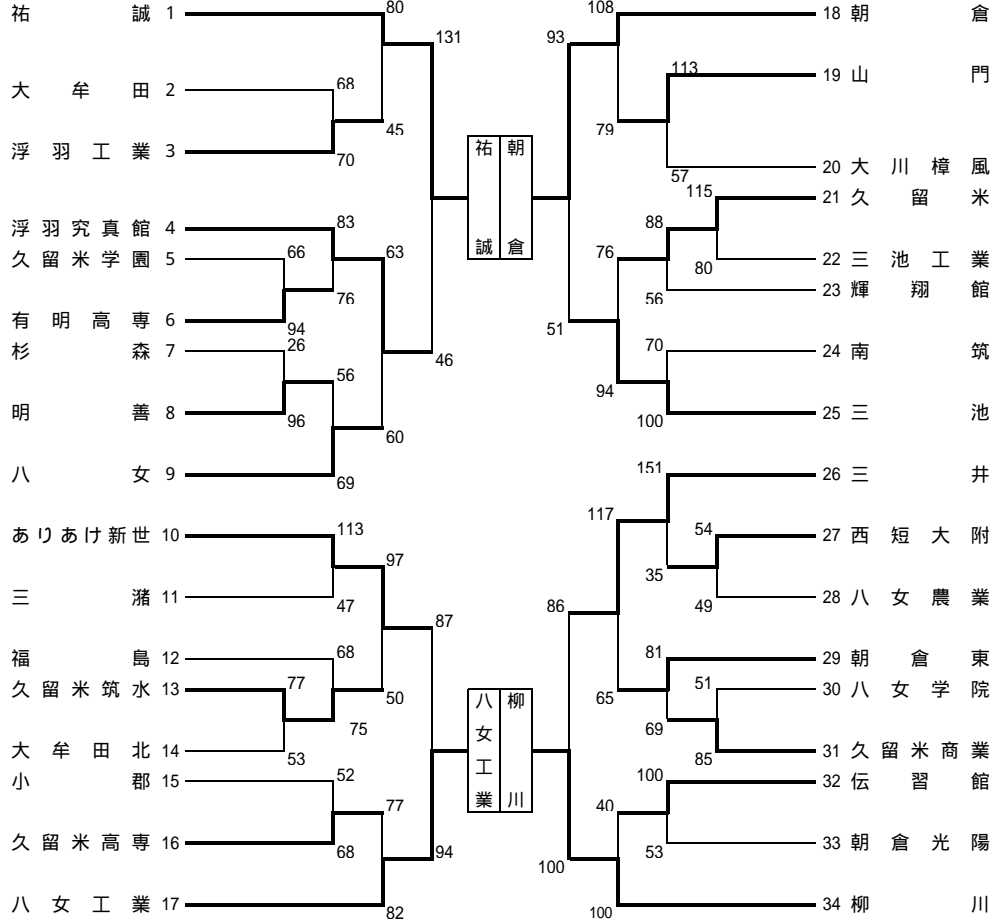 祐誠 1
80
131
大牟田 2
68
45
浮羽工業 3
70
浮羽究真館 4
83
63
久留米学園 5
66
76
有明高専 6
94
46
杉森 7
26
56
明善 8
96
60
八女 9
69
ありあけ新世 10
113
97
三潴 11
47
87
福島 12
68
50
久留米筑水 13
77
75
大牟田北 14
53
小郡 15
52
77
久留米高専 16
68
94
八女工業 17
82
祐誠
朝倉
八女工業
柳川
108
18 朝倉
93
113
19 山門
79
57
20 大川樟風
115
21 久留米
88
76
80
22 三池工業
56
23 輝翔館
51
70
24 南筑
94
100
25 三池
151
26 三井
117
54
27 西短大附
35
49
28 八女農業
86
81
29 朝倉東
65
51
30 八女学院
69
85
31 久留米商業
100
32 伝習館
40
53
33 朝倉光陽
100
100
34 柳川